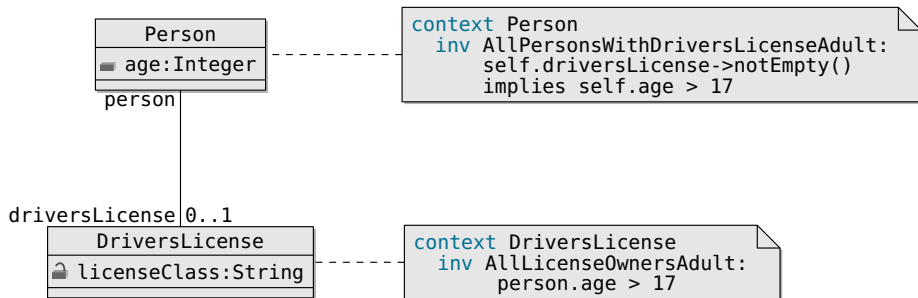 Person
age:Integer
person
context Person
inv AllPersonsWithDriversLicenseAdult:
self.driversLicense->notEmpty()
implies self.age > 17
driversLicense 0..1
DriversLicense
licenseClass:String
context DriversLicense
inv AllLicenseOwnersAdult:
person.age > 17